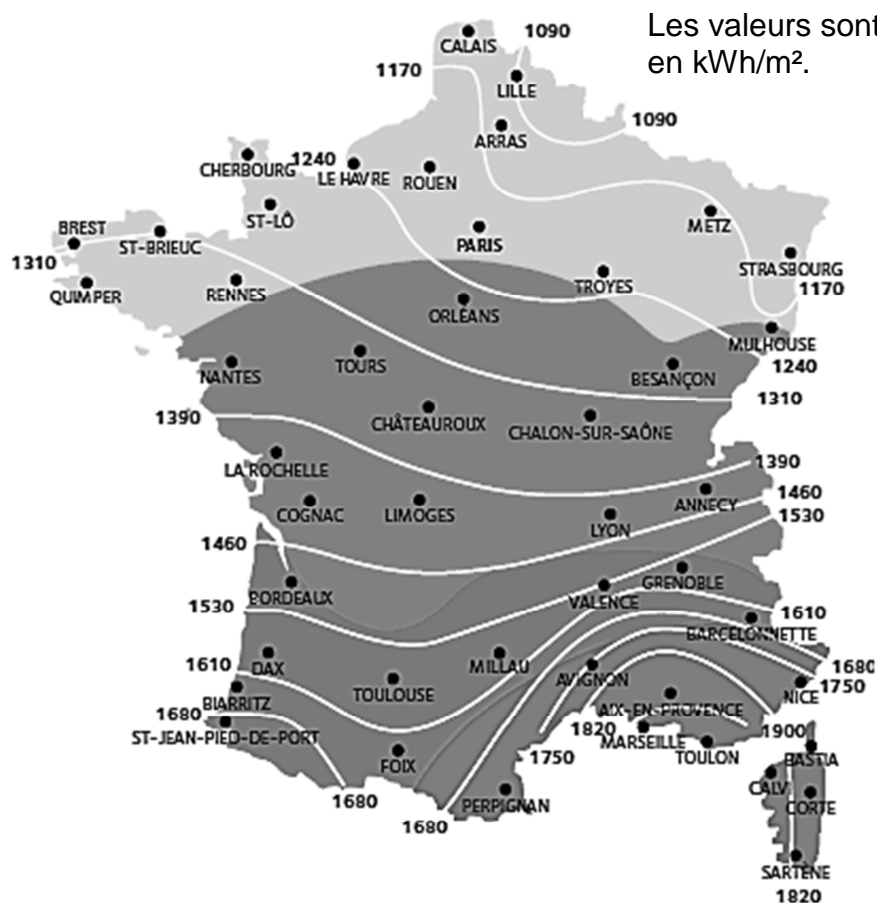 Les valeurs sont
en kWh/m².
1090
CALAIS
1170
LILLE
1090
ARRAS
CHERBOURG
1240
LE HAVRE
ROUEN
METZ
ST-LÔ
BREST
ST-BRIEUC
PARIS
1310
STRASBOURG
QUIMPER
RENNES
TROYES
1170
ORLÉANS
MULHOUSE
1240
NANTES
TOURS
BESANÇON
1310
1390
CHÂTEAUROUX
CHALON-SUR-SAÔNE
LA ROCHELLE
1390
ANNECY
1460
COGNAC
LIMOGES
LYON
1530
1460
BORDEAUX
GRENOBLE
VALENCE
1530
1610
BARCELONNETTE
1610
DAX
MILLAU
AVIGNON
1680
TOULOUSE
NICE
1750
BIARRITZ
AIX-EN-PROVENCE
1680
ST-JEAN-PIED-DE-PORT
1820
1900
MARSEILLE
TOULON
1750
BASTIA
FOIX
CALVI
1680
PERPIGNAN
CORTE
1680
SARTÈNE
1820